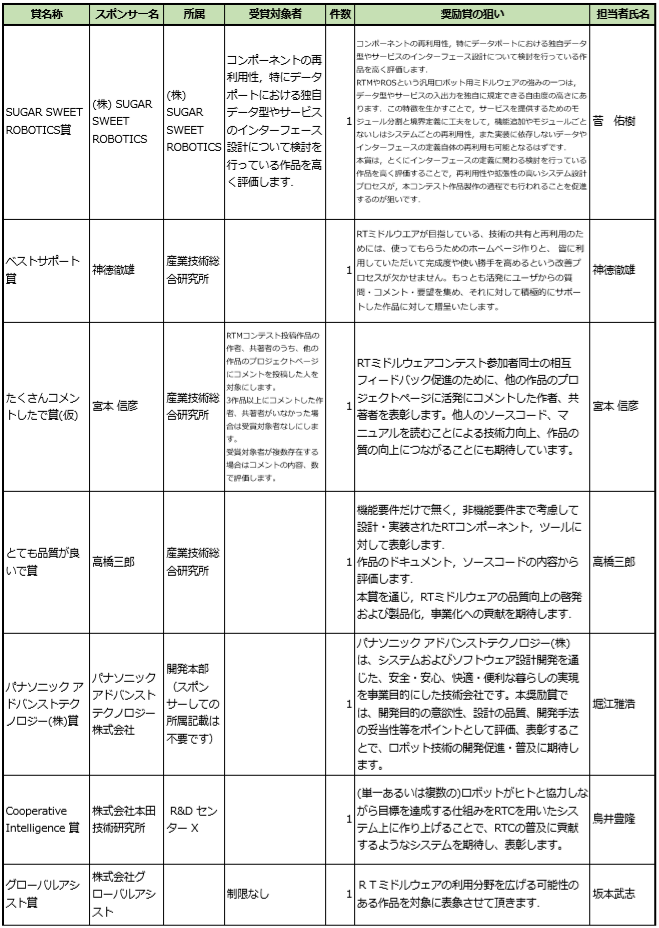 賞名称 スポンサー名 所属 受賞対象者 件数 奨励賞の狙い 担当者氏名
SUGAR SWEET
ROBOTICS賞
(株) SUGAR
SWEET
ROBOTICS
(株)
SUGAR
SWEET
ROBOTICS
コンポーネントの再
利用性，特にデータ
ポートにおける独自
データ型やサービス
のインターフェース
設計について検討を
行っている作品を高
く評価します.
1
コンポーネントの再利用性，特にデータポートにおける独自データ
型やサービスのインターフェース設計について検討を行っている作
品を高く評価します.
RTMやROSという汎用ロボット用ミドルウェアの強みの一つは，
データ型やサービスの入出力を独自に規定できる自由度の高さにあ
ります．この特徴を生かすことで，サービスを提供するためのモ
ジュール分割と境界定義に工夫をして，機能追加やモジュールごと
ないしはシステムごとの再利用性，また実装に依存しないデータや
インターフェースの定義自体の再利用も可能となるはずです.
本賞は，とくにインターフェースの定義に関わる検討を行っている
作品を高く評価することで，再利用性や拡張性の高いシステム設計
プロセスが，本コンテスト作品製作の過程でも行われることを促進
するのが狙いです.
菅　佑樹
ベストサポート
賞
神徳徹雄
産業技術総
合研究所
1
RTミドルウエアが目指している、技術の共有と再利用のた
めには、使ってもらうためのホームページ作りと、 皆に利
用していただいて完成度や使い勝手を高めるという改善プ
ロセスが欠かせません。もっとも活発にユーザからの質
問・コメント・要望を集め、それに対して積極的にサポー
トした作品に対して贈呈いたします。
神徳徹雄
たくさんコメン
トしたで賞(仮)
宮本 信彦
産業技術総
合研究所
RTMコンテスト投稿作品の
作者、共著者のうち、他の
作品のプロジェクトページ
にコメントを投稿した人を
対象にします。
3作品以上にコメントした作
者、共著者がいなかった場
合は受賞対象者なしにしま
す。
受賞対象者が複数存在する
場合はコメントの内容、数
で評価します。
1
RTミドルウェアコンテスト参加者同士の相互
フィードバック促進のために、他の作品のプロ
ジェクトページに活発にコメントした作者、共
著者を表彰します。他人のソースコード、マ
ニュアルを読むことによる技術力向上、作品の
質の向上につながることにも期待しています。
宮本 信彦
とても品質が良
いで賞
高橋三郎
産業技術総
合研究所
1
機能要件だけで無く，非機能要件まで考慮して
設計・実装されたRTコンポーネント，ツールに
対して表彰します.
作品のドキュメント，ソースコードの内容から
評価します.
本賞を通じ，RTミドルウェアの品質向上の啓発
および製品化，事業化への貢献を期待します.
高橋三郎
パナソニック ア
ドバンストテク
ノロジー(株)賞
パナソニック
アドバンスト
テクノロジー
株式会社
開発本部
（スポン
サーしての
所属記載は
不要です）
1
パナソニック アドバンストテクノロジー(株)
は、システムおよびソフトウェア設計開発を通
じた、安全・安心、快適・便利な暮らしの実現
を事業目的にした技術会社です。本奨励賞で
は、開発目的の意欲性、設計の品質、開発手法
の妥当性等をポイントとして評価、表彰するこ
とで、ロボット技術の開発促進・普及に期待し
ます。
堀江雅浩
Cooperative
Intelligence 賞
株式会社本田
技術研究所
R&D セン
ター X
1
(単一あるいは複数の)ロボットがヒトと協力しな
がら目標を達成する仕組みをRTCを用いたシス
テム上に作り上げることで、RTCの普及に貢献
するようなシステムを期待し、表彰します。
鳥井豊隆
グローバルアシ
スト賞
株式会社グ
ローバルアシ
スト
制限なし
1
ＲＴミドルウェアの利用分野を広げる可能性の
ある作品を対象に表象させて頂きます.
坂本武志